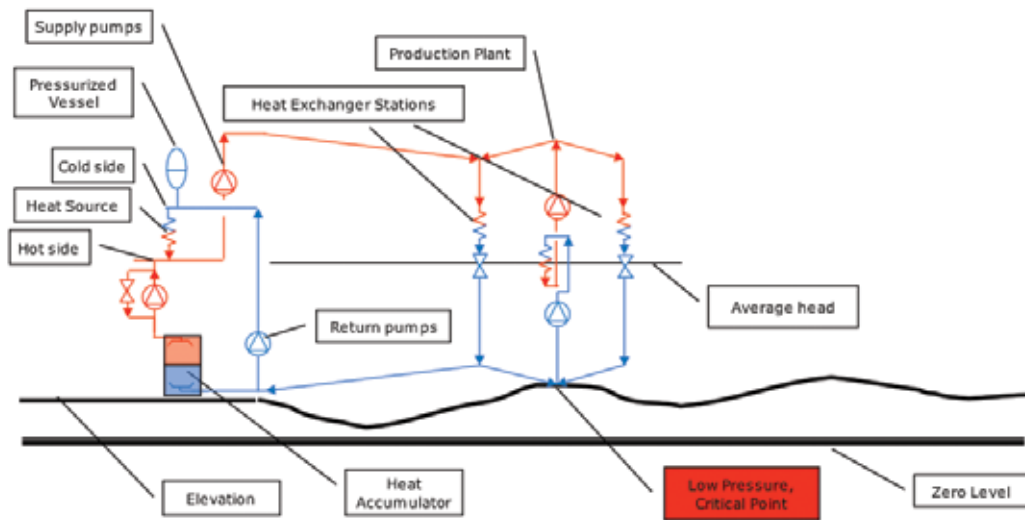 Supply pumps
Production Plant
Pressurized
Vessel
Heat Exchanger Stations
Cold side
Heat Source
Hot side
Average head
Return pumps
Elevation
Heat
Accumulator
Low Pressure,
Critical Point
Zero Level